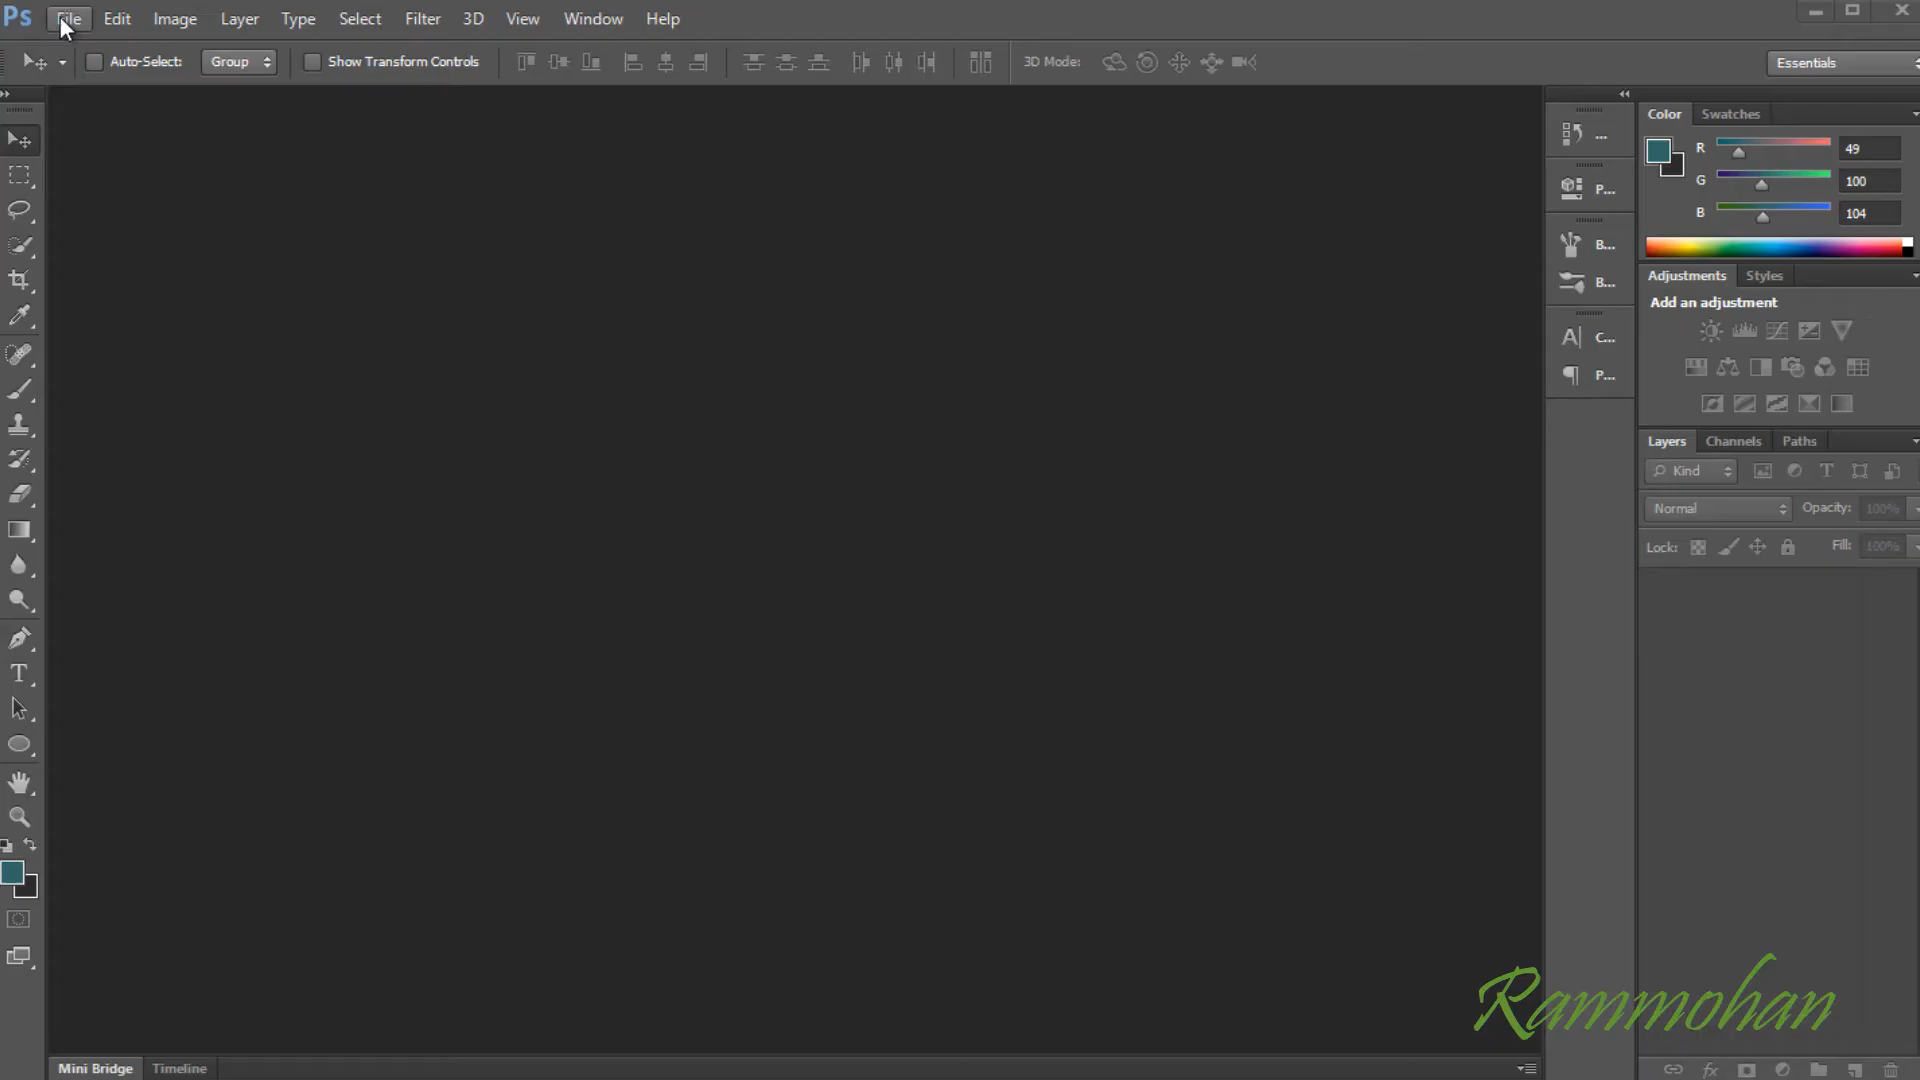 Ps File Edit Image Layer Type Select Filter 3D View Window Help
Auto-Select: Group Show Transform Controls 3D Mode: Essentials
Color Swatches
R 49
G 100
B 104
Adjustments Styles
Add an adjustment
Layers Channels Paths
Kind
Normal Opacity: 100%
Lock: Fill: 100%
...
P...
B...
B...
C...
P...
Rammohan
Mini Bridge Timeline